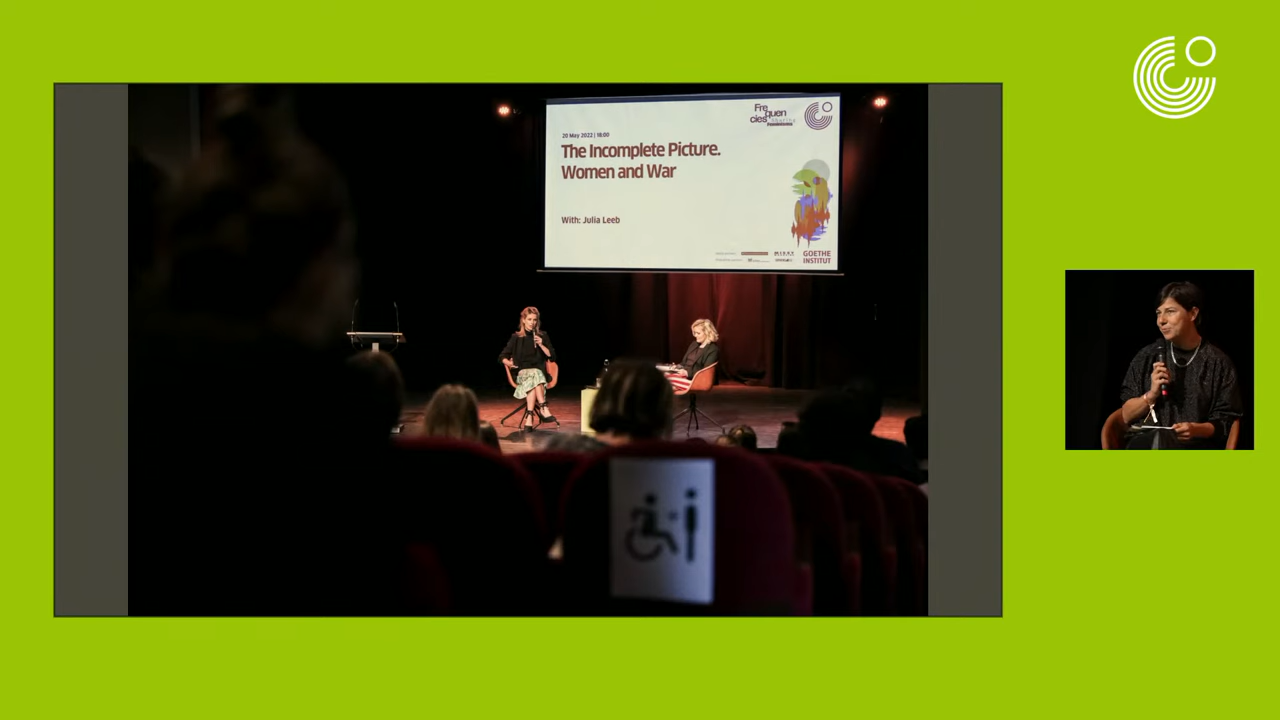 Fre
quen
cies
20 May 2022 | 18:00
The Incomplete Picture.
Women and War
With: Julia Leeb
GOETHE
INSTITUT